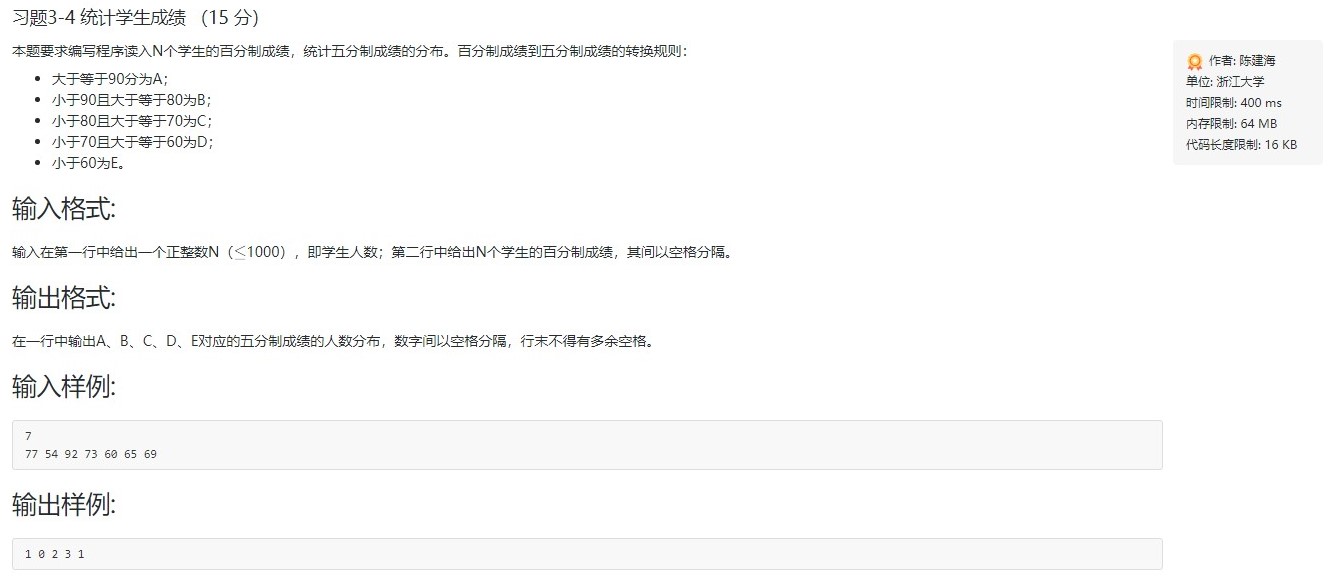 习题3-4 统计学生成绩 （15 分）
本题要求编写程序读入N个学生的百分制成绩，统计五分制成绩的分布。百分制成绩到五分制成绩的转换规则：
大于等于90分为A；
小于90且大于等于80为B；
小于80且大于等于70为C；
小于70且大于等于60为D；
小于60为E。
作者: 陈建海
单位: 浙江大学
时间限制: 400 ms
内存限制: 64 MB
代码长度限制: 16 KB
输入格式:
输入在第一行中给出一个正整数N（≤1000），即学生人数；第二行中给出N个学生的百分制成绩，其间以空格分隔。
输出格式:
在一行中输出A、B、C、D、E对应的五分制成绩的人数分布，数字间以空格分隔，行末不得有多余空格。
输入样例:
7
77 54 92 73 60 65 69
输出样例:
1 0 2 3 1